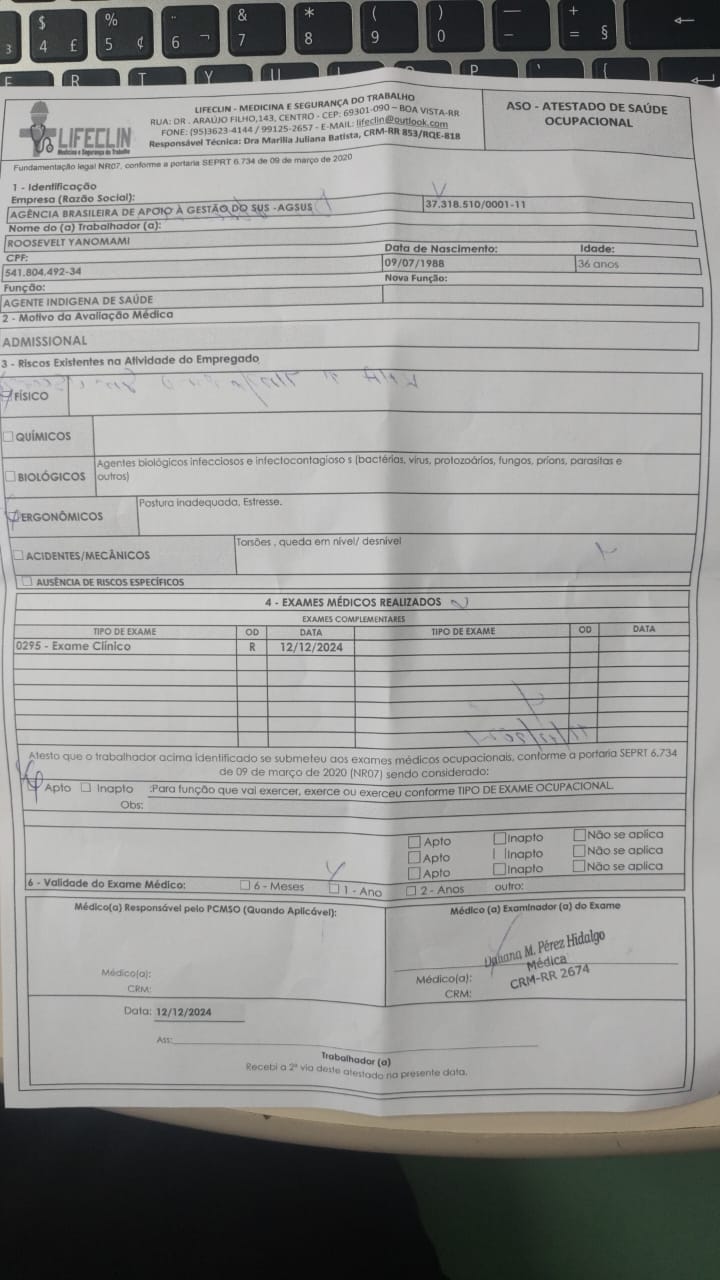 $ % ¨ & * ( ) — +
3 4 £ 5 ¢ 6 ¬ 7 8 9 0 – = §
E R T Y U P { 
LIFECLIN
Medicina e Segurança do Trabalho
LIFECLIN - MEDICINA E SEGURANÇA DO TRABALHO
RUA: DR . ARAÚJO FILHO,143, CENTRO - CEP: 69301-090 – BOA VISTA-RR
FONE: (95)3623-4144 / 99125-2657 - E-MAIL: lifeclin@outlook.com
Responsável Técnica: Dra Marilia Juliana Batista, CRM-RR 853/RQE-818
ASO - ATESTADO DE SAÚDE
OCUPACIONAL
Fundamentação legal NR07, conforme a portaria SEPRT 6.734 de 09 de março de 2020
1 - Identificação
Empresa (Razão Social):
AGÊNCIA BRASILEIRA DE APOIO À GESTÃO DO SUS -AGSUS 37.318.510/0001-11
Nome do (a) Trabalhador (a):
ROOSEVELT YANOMAMI
CPF: Data de Nascimento: Idade:
541.804.492-34 09/07/1988 36 anos
Função: Nova Função:
AGENTE INDIGENA DE SAÚDE
2 - Motivo da Avaliação Médica
ADMISSIONAL
3 - Riscos Existentes na Atividade do Empregado
FÍSICO
QUÍMICOS
BIOLÓGICOS
Agentes biológicos infecciosos e infectocontagioso s (bactérias, vírus, protozoários, fungos, príons, parasitas e
outros)
ERGONÔMICOS
Postura inadequada, Estresse.
ACIDENTES/MECÂNICOS
Torsões , queda em nível/ desnível
AUSÊNCIA DE RISCOS ESPECÍFICOS
4 - EXAMES MÉDICOS REALIZADOS
EXAMES COMPLEMENTARES
TIPO DE EXAME OD DATA TIPO DE EXAME OD DATA
0295 - Exame Clínico R 12/12/2024
Atesto que o trabalhador acima identificado se submeteu aos exames médicos ocupacionais, conforme a portaria SEPRT 6.734
de 09 de março de 2020 (NR07) sendo considerado:
Apto Inapto :Para função que vai exercer, exerce ou exerceu conforme TIPO DE EXAME OCUPACIONAL.
Obs:
Apto Inapto Não se aplica
Apto Inapto Não se aplica
Apto Inapto Não se aplica
6 - Validade do Exame Médico: 6 - Meses 1 - Ano 2 - Anos outro:
Médico(a) Responsável pelo PCMSO (Quando Aplicável):
Médico(a):
CRM:
Médico (a) Examinador (a) do Exame
Dahana M. Pérez Hidalgo
Médica
CRM-RR 2674
Médico(a):
CRM:
Data: 12/12/2024
Ass:
Trabalhador (a)
Recebi a 2ª via deste atestado na presente data.